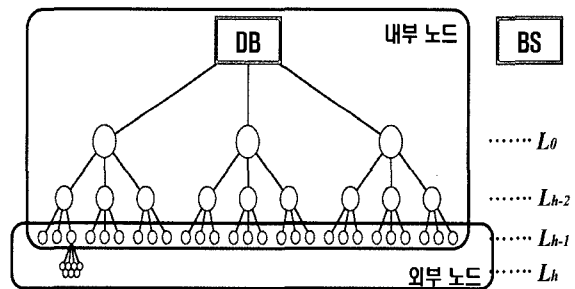 DB
내부 노드
BS
...... L0
...... Lh-2
...... Lh-1
외부 노드
...... Lh